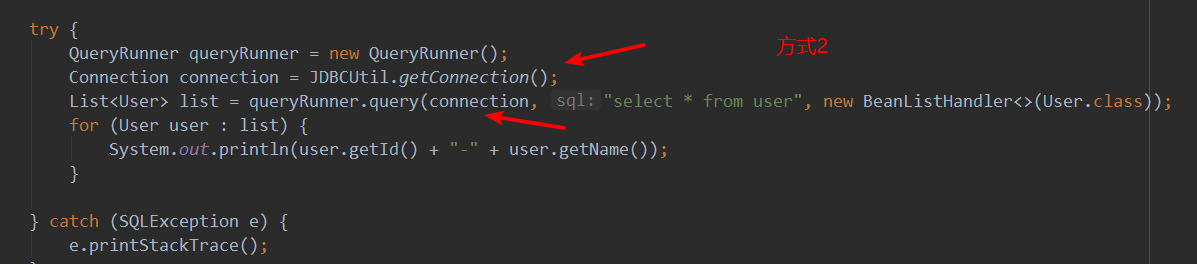 try {
方式2
QueryRunner queryRunner = new QueryRunner();
Connection connection = JDBCUtil.getConnection();
List<User> list = queryRunner.query(connection, sql: "select * from user", new BeanListHandler<>(User.class));
for (User user : list) {
System.out.println(user.getId() + "-" + user.getName());
}
} catch (SQLException e) {
e.printStackTrace();